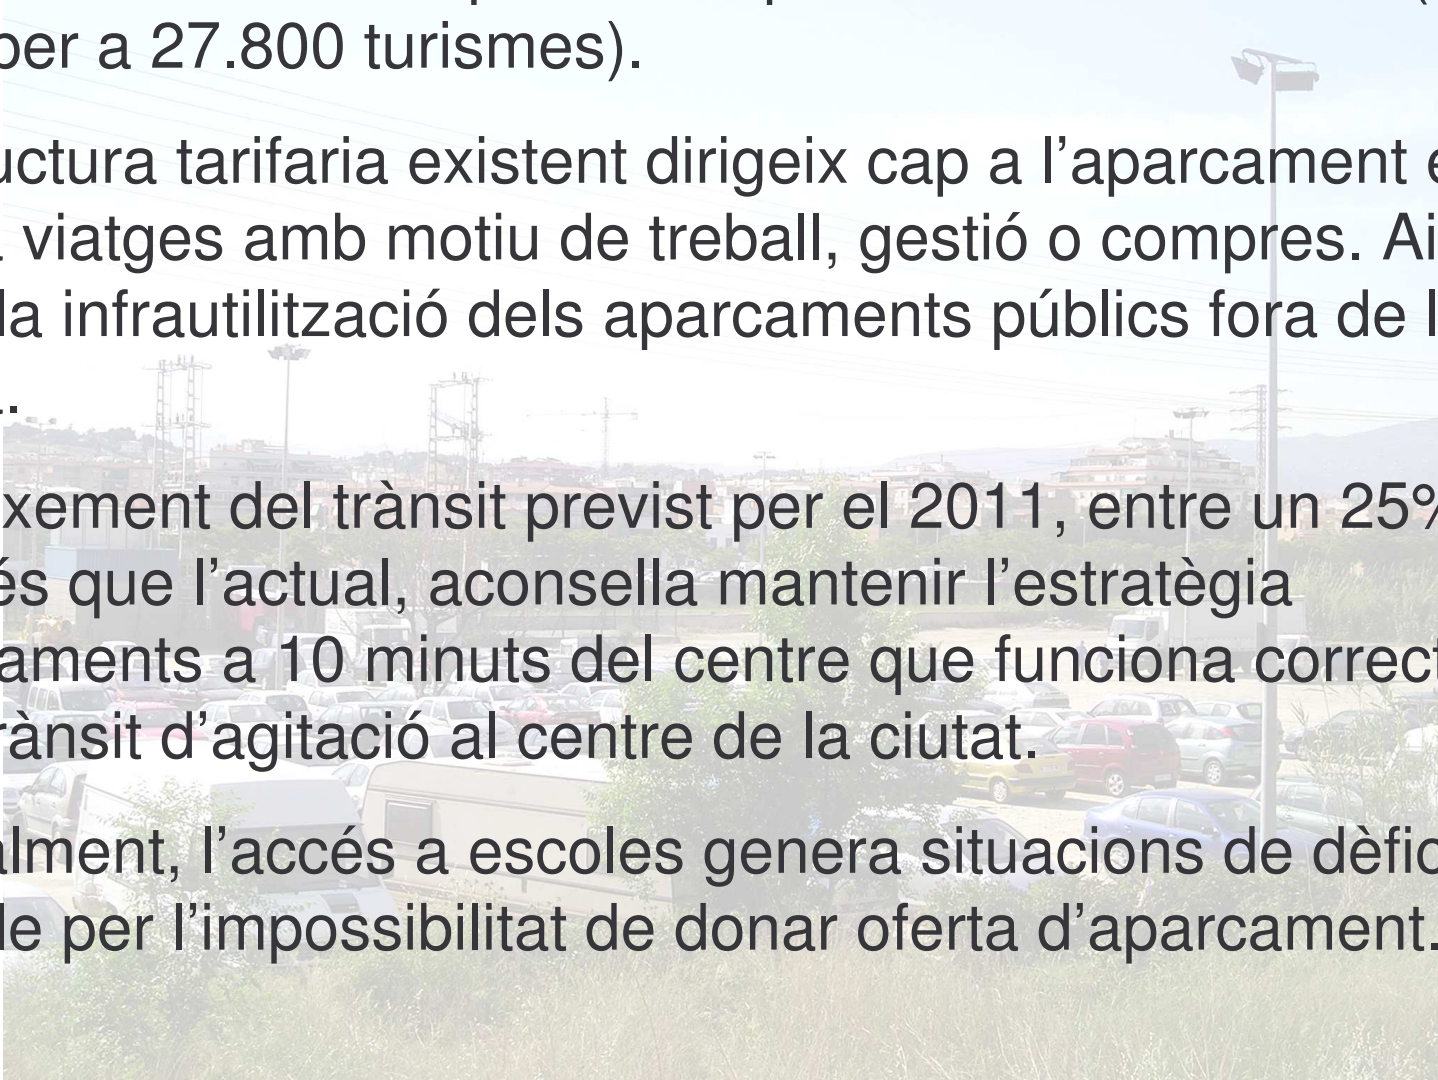 per a 27.800 turismes).
uctura tarifaria existent dirigeix cap a l’aparcament e
viatges amb motiu de treball, gestió o compres. Ai
la infrautilització dels aparcaments públics fora de l
xement del trànsit previst per el 2011, entre un 25%
és que l’actual, aconsella mantenir l’estratègia
aments a 10 minuts del centre que funciona correct
rànsit d’agitació al centre de la ciutat.
alment, l’accés a escoles genera situacions de dèfic
le per l’impossibilitat de donar oferta d’aparcament.